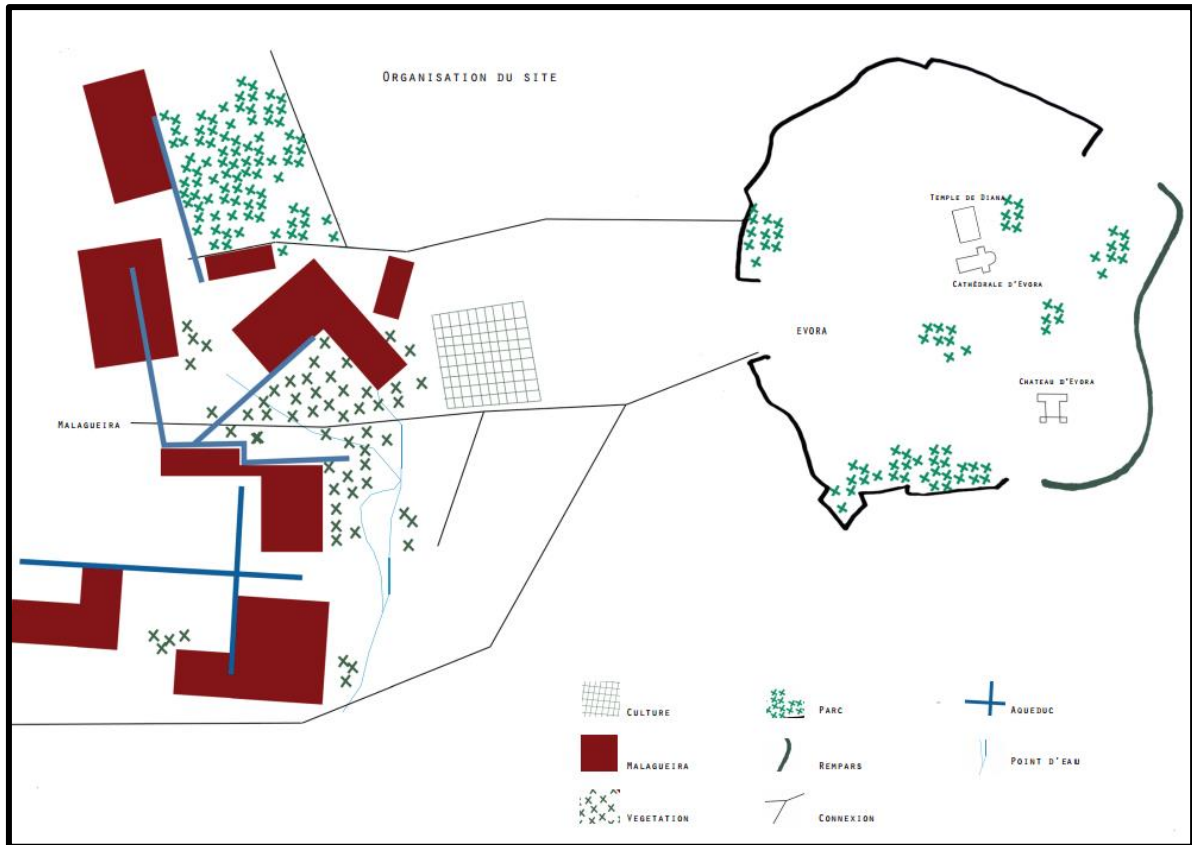 ORGANISATION DU SITE
TEMPLE DE DIANA
CATHÉDRALE D'EVORA
EVORA
CHATEAU D'EVORA
MALAGUEIRA
CULTURE
PARC
AQUEDUC
MALAGUEIRA
REMPARS
POINT D'EAU
VEGETATION
CONNEXION